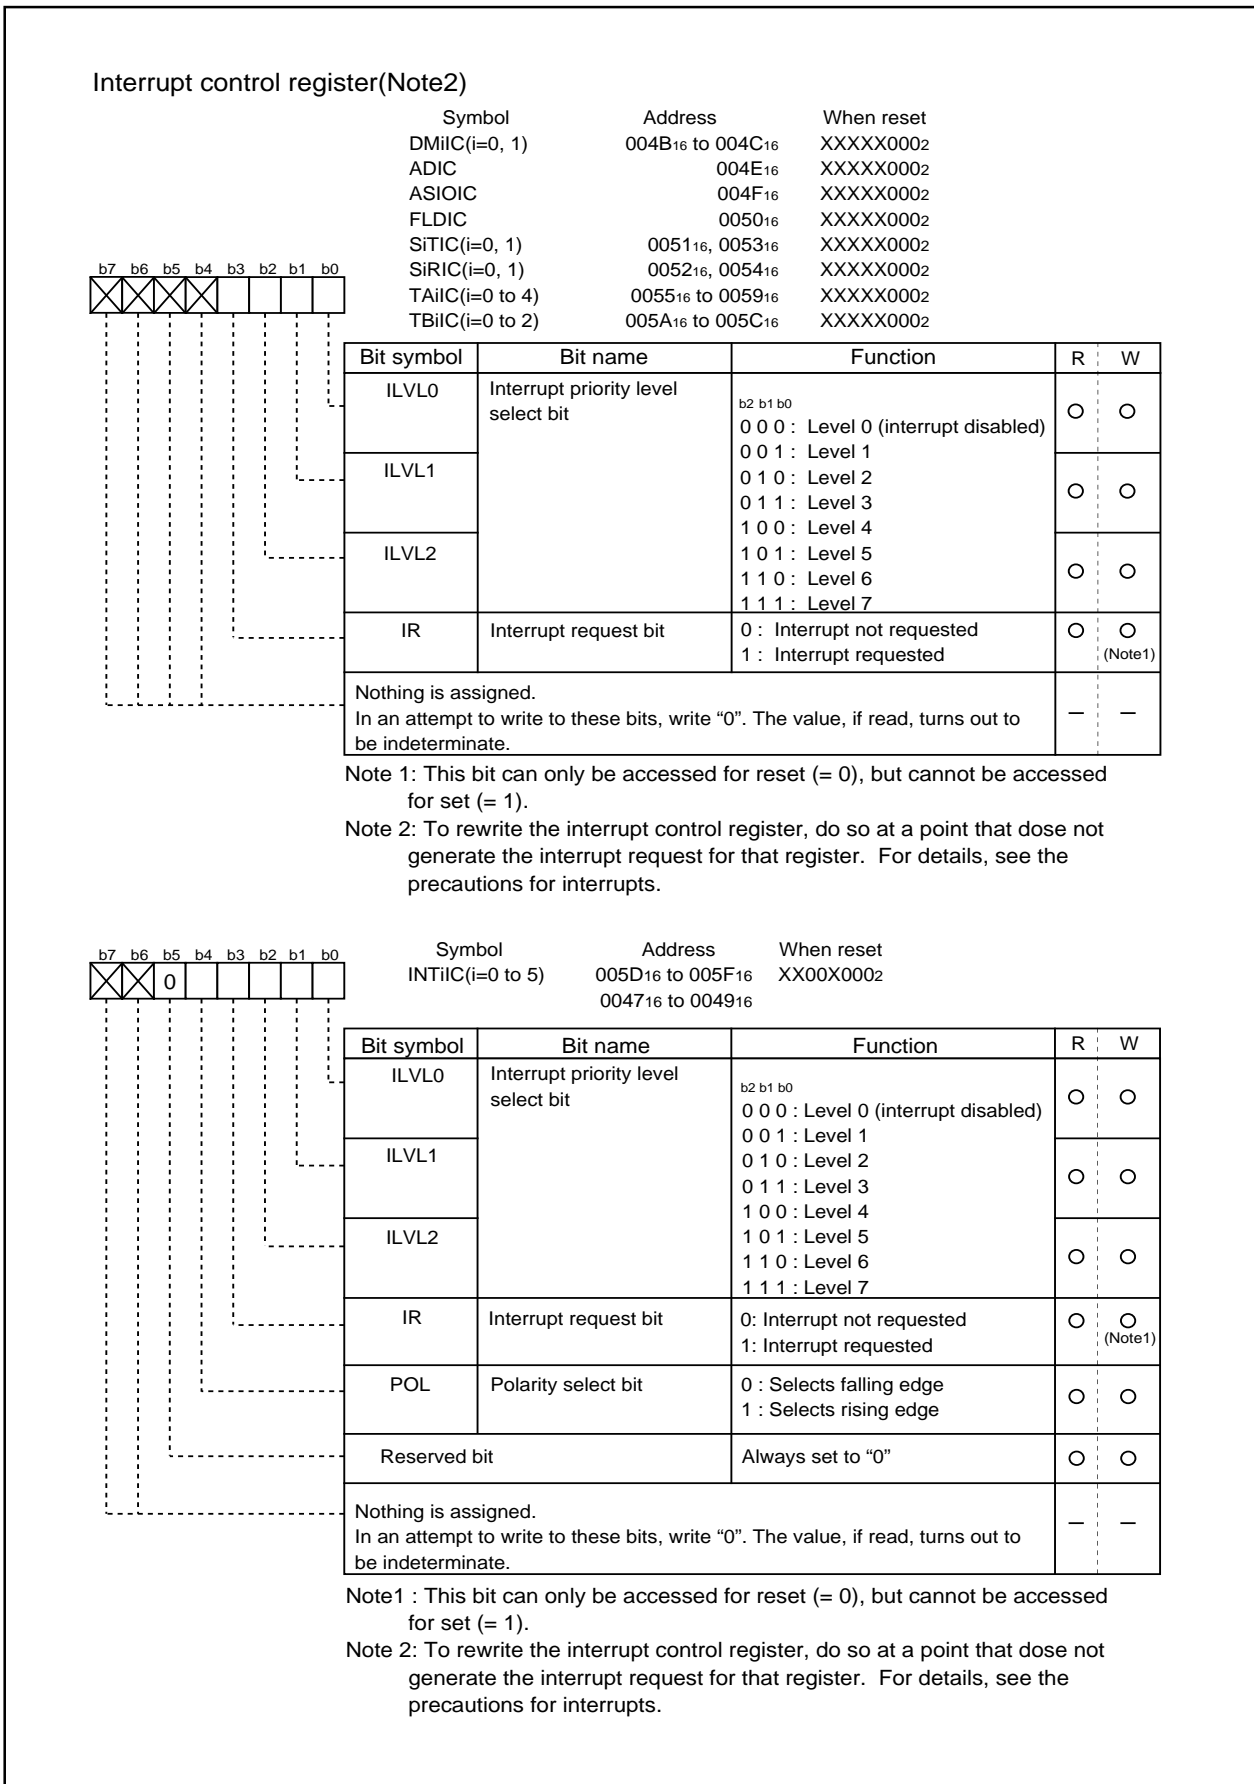 Interrupt control register(Note2)
Symbol Address When reset
DMiIC(i=0, 1) 004B16 to 004C16 XXXXX0002
ADIC 004E16 XXXXX0002
ASIOIC 004F16 XXXXX0002
FLDIC 005016 XXXXX0002
SiTIC(i=0, 1) 005116, 005316 XXXXX0002
SiRIC(i=0, 1) 005216, 005416 XXXXX0002
TAiIC(i=0 to 4) 005516 to 005916 XXXXX0002
TBiIC(i=0 to 2) 005A16 to 005C16 XXXXX0002
b7 b6 b5 b4 b3 b2 b1 b0
Bit symbol Bit name Function R W
ILVL0 Interrupt priority level
select bit
b2 b1 b0
0 0 0 : Level 0 (interrupt disabled)
0 0 1 : Level 1
ILVL1
0 1 0 : Level 2
0 1 1 : Level 3
1 0 0 : Level 4
ILVL2
1 0 1 : Level 5
1 1 0 : Level 6
1 1 1 : Level 7
IR Interrupt request bit 0 : Interrupt not requested
1 : Interrupt requested (Note1)
Nothing is assigned.
In an attempt to write to these bits, write “0”. The value, if read, turns out to
be indeterminate.
Note 1: This bit can only be accessed for reset (= 0), but cannot be accessed
for set (= 1).
Note 2: To rewrite the interrupt control register, do so at a point that dose not
generate the interrupt request for that register. For details, see the
precautions for interrupts.
Symbol Address When reset
INTiIC(i=0 to 5) 005D16 to 005F16 XX00X0002
004716 to 004916
b7 b6 b5 b4 b3 b2 b1 b0
0
Bit symbol Bit name Function R W
ILVL0 Interrupt priority level
select bit
b2 b1 b0
0 0 0 : Level 0 (interrupt disabled)
0 0 1 : Level 1
ILVL1
0 1 0 : Level 2
0 1 1 : Level 3
1 0 0 : Level 4
ILVL2
1 0 1 : Level 5
1 1 0 : Level 6
1 1 1 : Level 7
IR Interrupt request bit 0: Interrupt not requested
1: Interrupt requested (Note1)
POL Polarity select bit 0 : Selects falling edge
1 : Selects rising edge
Reserved bit Always set to “0”
Nothing is assigned.
In an attempt to write to these bits, write “0”. The value, if read, turns out to
be indeterminate.
Note1 : This bit can only be accessed for reset (= 0), but cannot be accessed
for set (= 1).
Note 2: To rewrite the interrupt control register, do so at a point that dose not
generate the interrupt request for that register. For details, see the
precautions for interrupts.